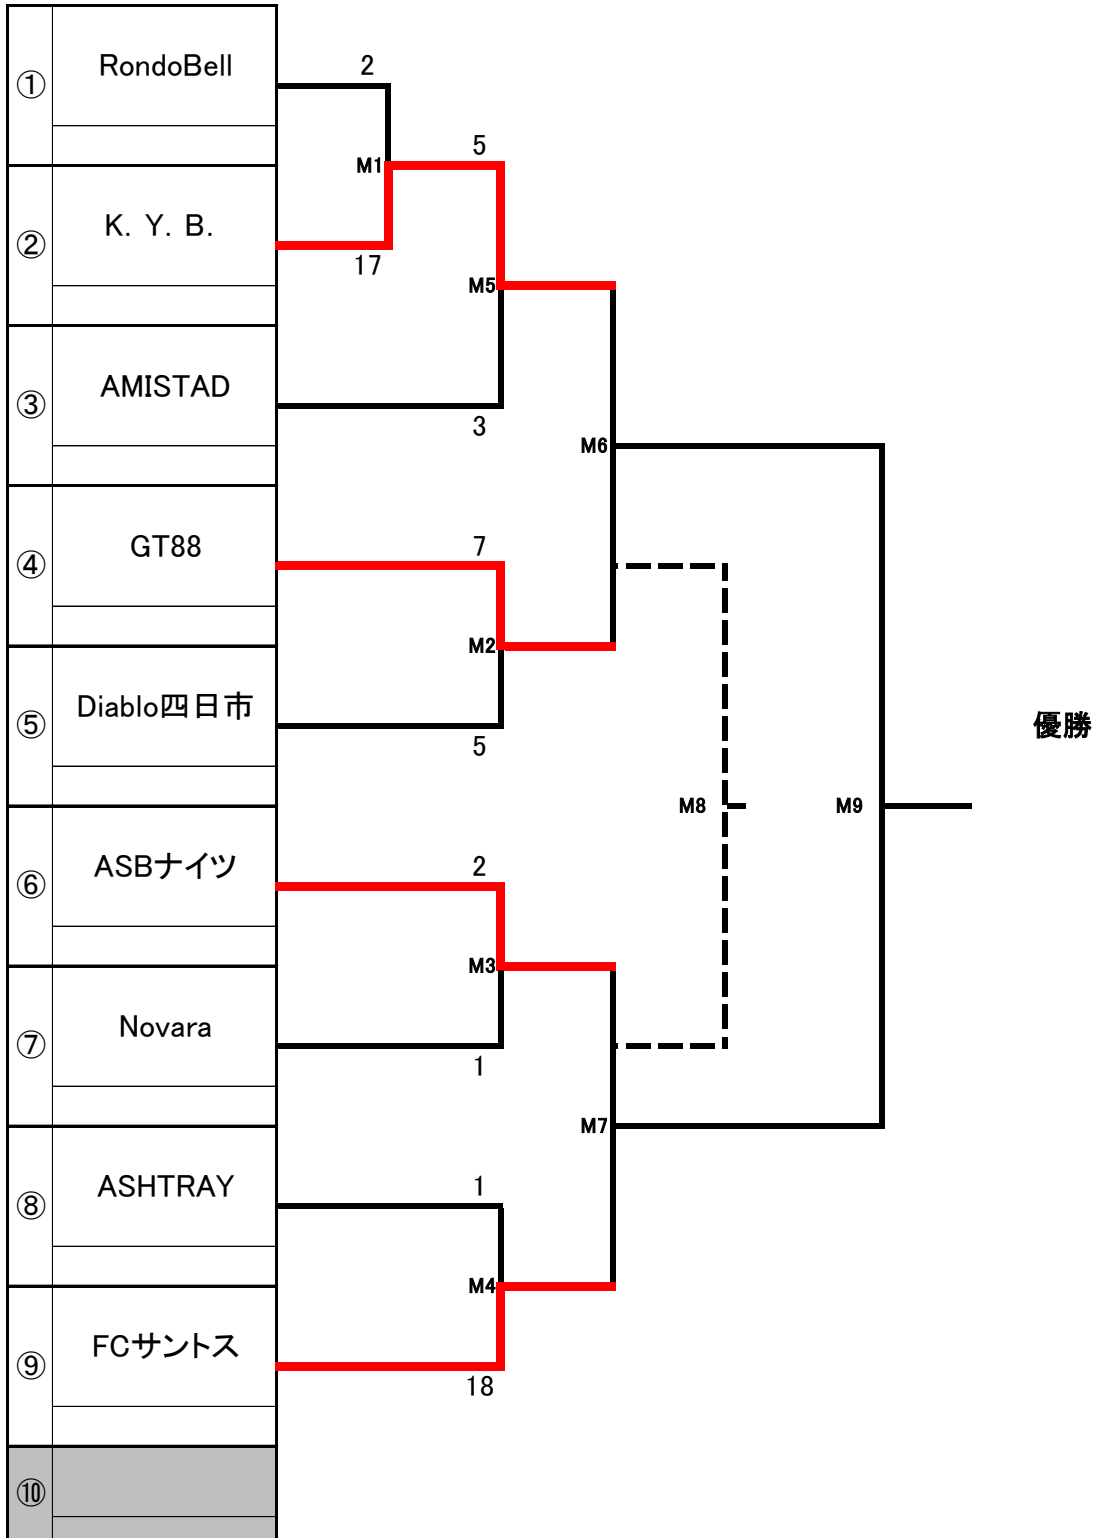 ① RondoBell
2
M1
5
② K. Y. B.
17
M5
③ AMISTAD
3
M6
④ GT88
7
M2
⑤ Diablo四日市
5
優勝
M8
M9
⑥ ASBナイツ
2
M3
⑦ Novara
1
M7
⑧ ASHTRAY
1
M4
⑨ FCサントス
18
⑩